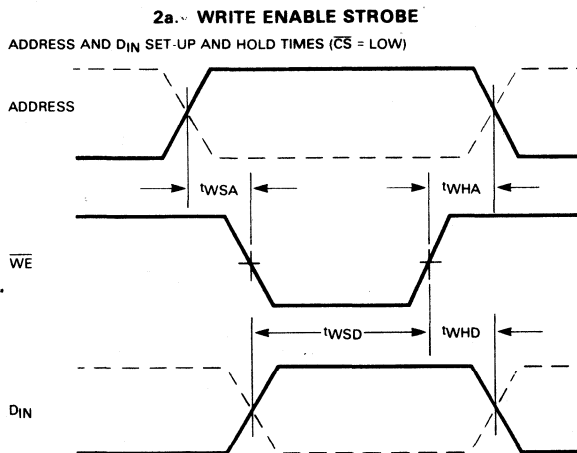 2a. WRITE ENABLE STROBE
ADDRESS AND DIN SET-UP AND HOLD TIMES (CS = LOW)
ADDRESS
tWSA
tWHA
WE
tWSD
tWHD
DIN